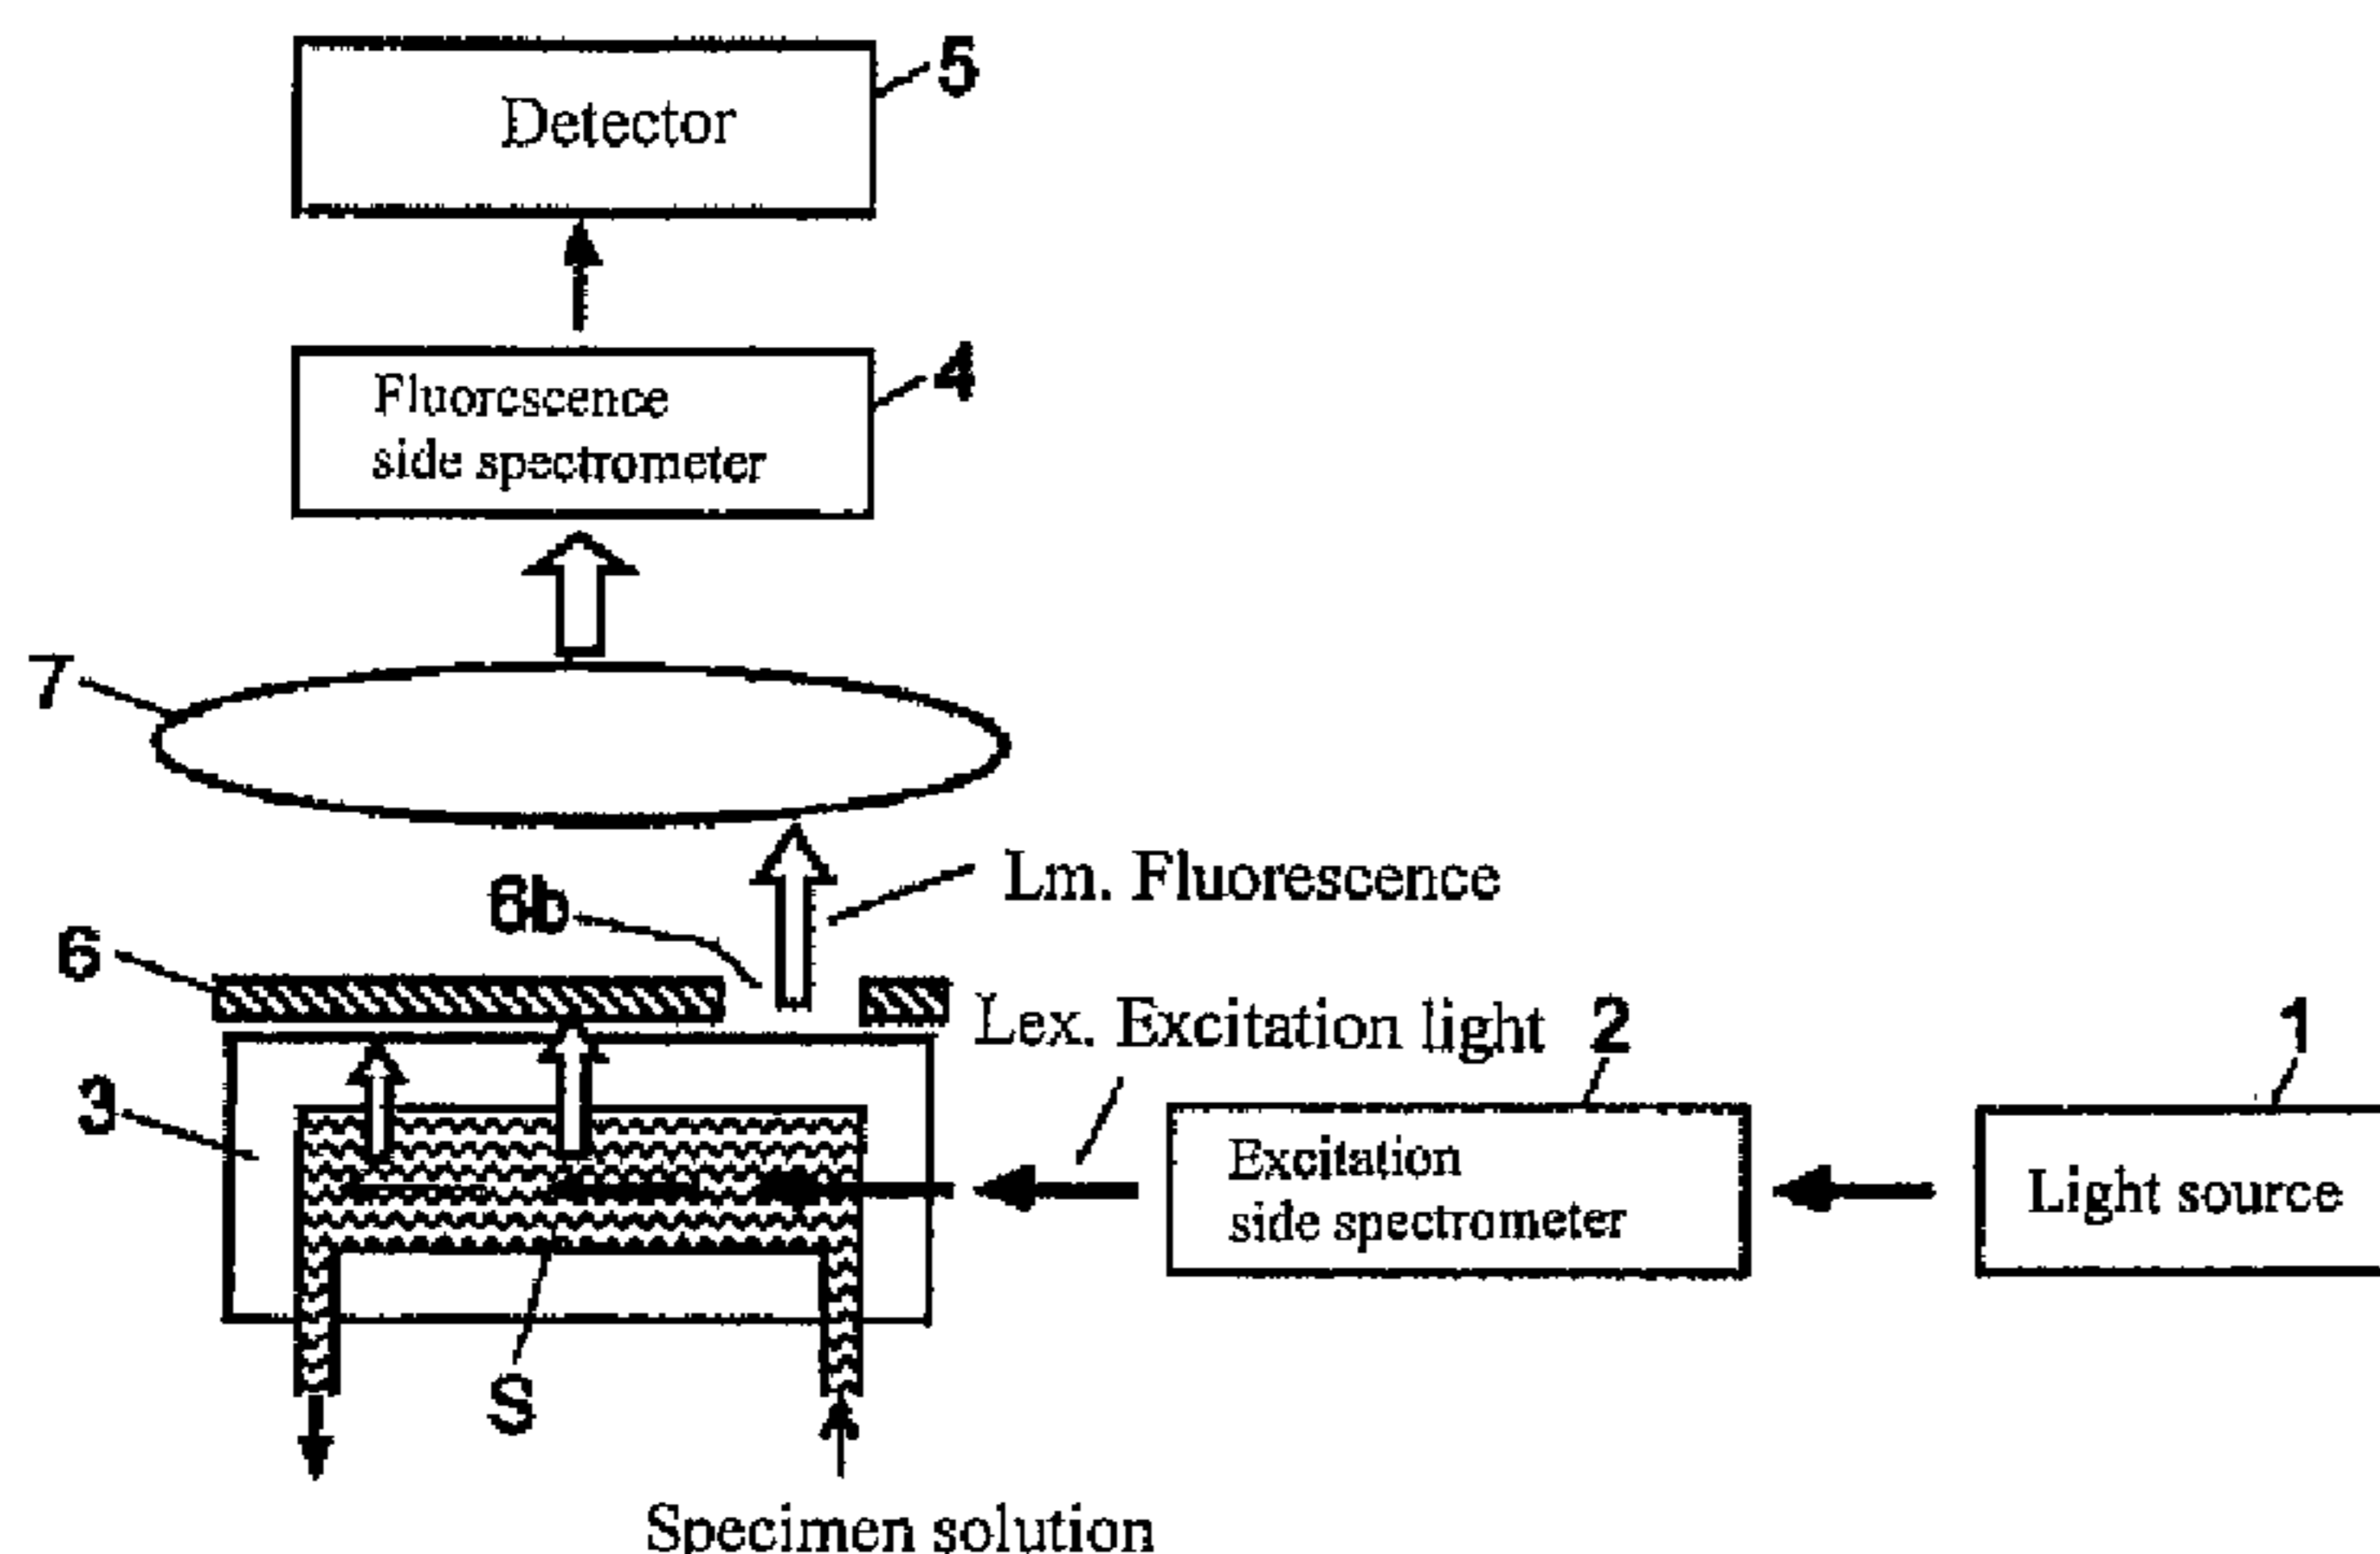 5
Detector
4
Fluorescence
side spectrometer
7
Lm. Fluorescence
6b
6
Lex. Excitation light
2
1
3
Excitation
side spectrometer
Light source
S
Specimen solution